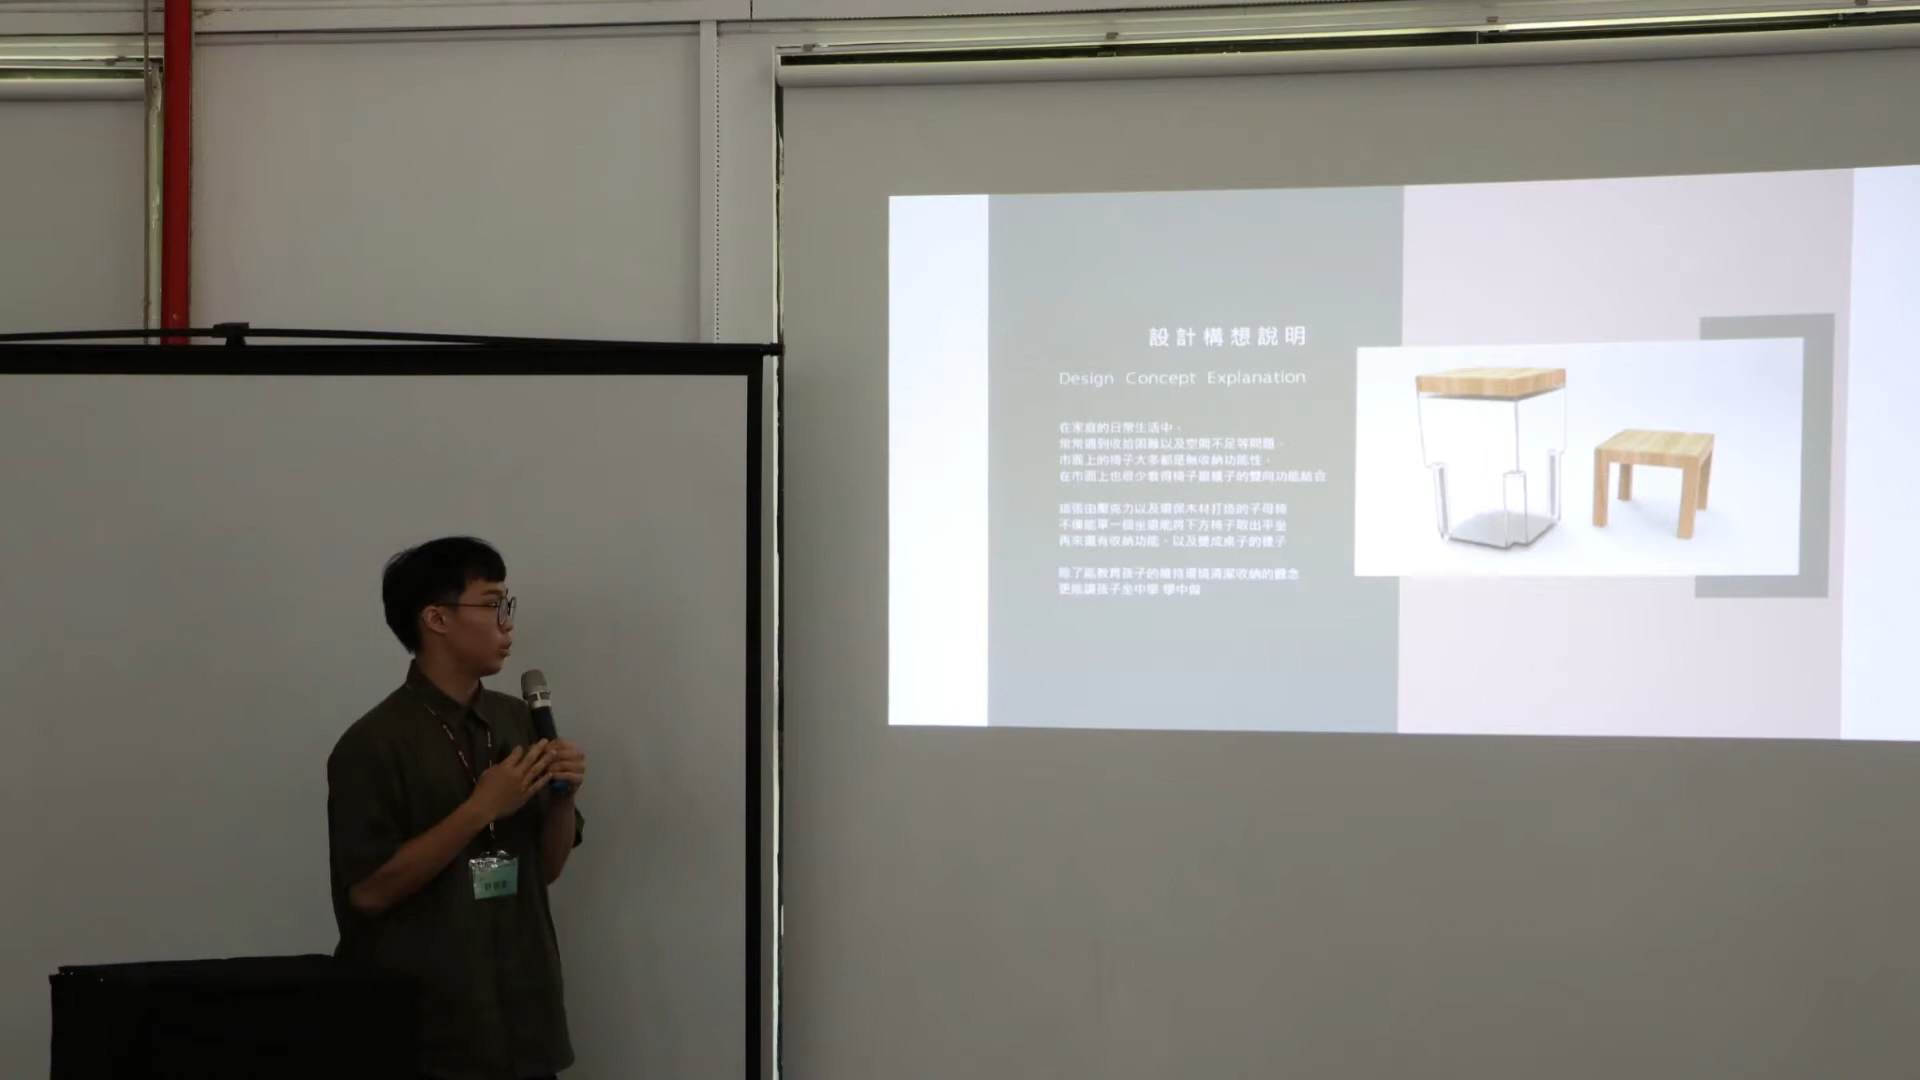 設計構想說明
Design Concept Explanation
在家庭的日常生活中，
常常遇到收拾困難以及空間不足等問題。
市面上的椅子大多都是無收納功能性，
在市面上也很少看得椅子跟櫃子的雙向功能結合
這張由壓克力以及環保木材打造的子母椅
不僅能單一個坐還能將下方椅子取出平坐
再來還有收納功能，以及變成桌子的樣子
除了能教育孩子的維持環境清潔收納的觀念
更能讓孩子坐中學 學中做